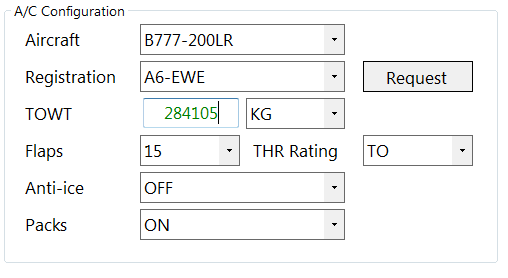 A/C Configuration
Aircraft B777-200LR
Registration A6-EWE Request
TOWT 284105 KG
Flaps 15 THR Rating TO
Anti-ice OFF
Packs ON